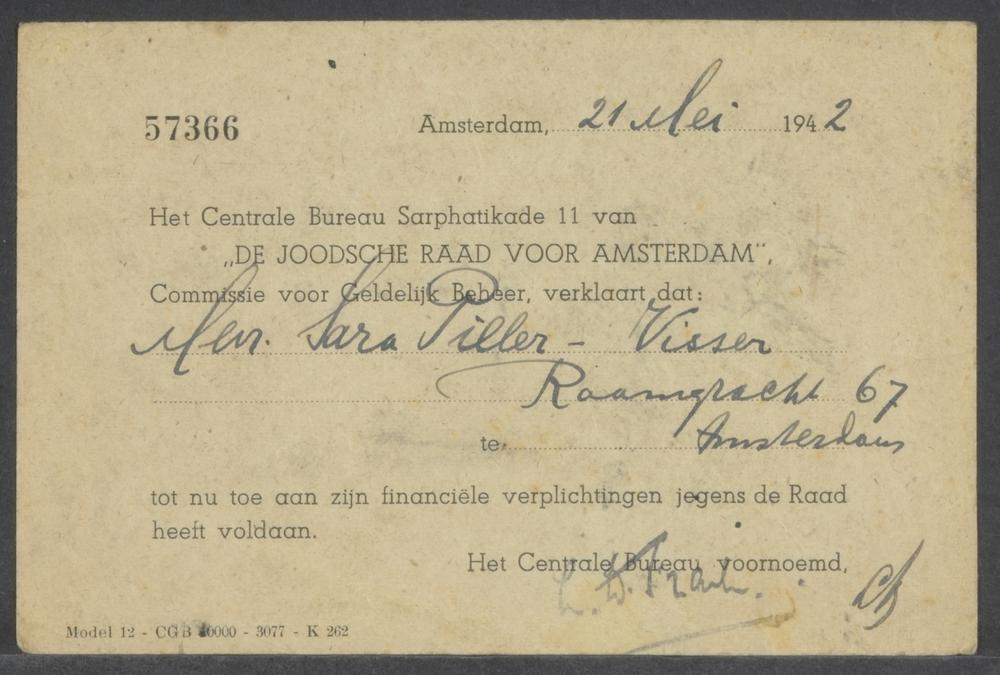 57366 Amsterdam, 21 Mei 1942
Het Centrale Bureau Sarphatikade 11 van
„DE JOODSCHE RAAD VOOR AMSTERDAM”,
Commissie voor Geldelijk Beheer, verklaart dat:
Mevr. Sara Piller - Visser
Raamgracht 67
te Amsterdam
tot nu toe aan zijn financiële verplichtingen jegens de Raad
heeft voldaan.
Het Centrale Bureau voornoemd,
Model 12 - CGB 40000 - 3077 - K 262